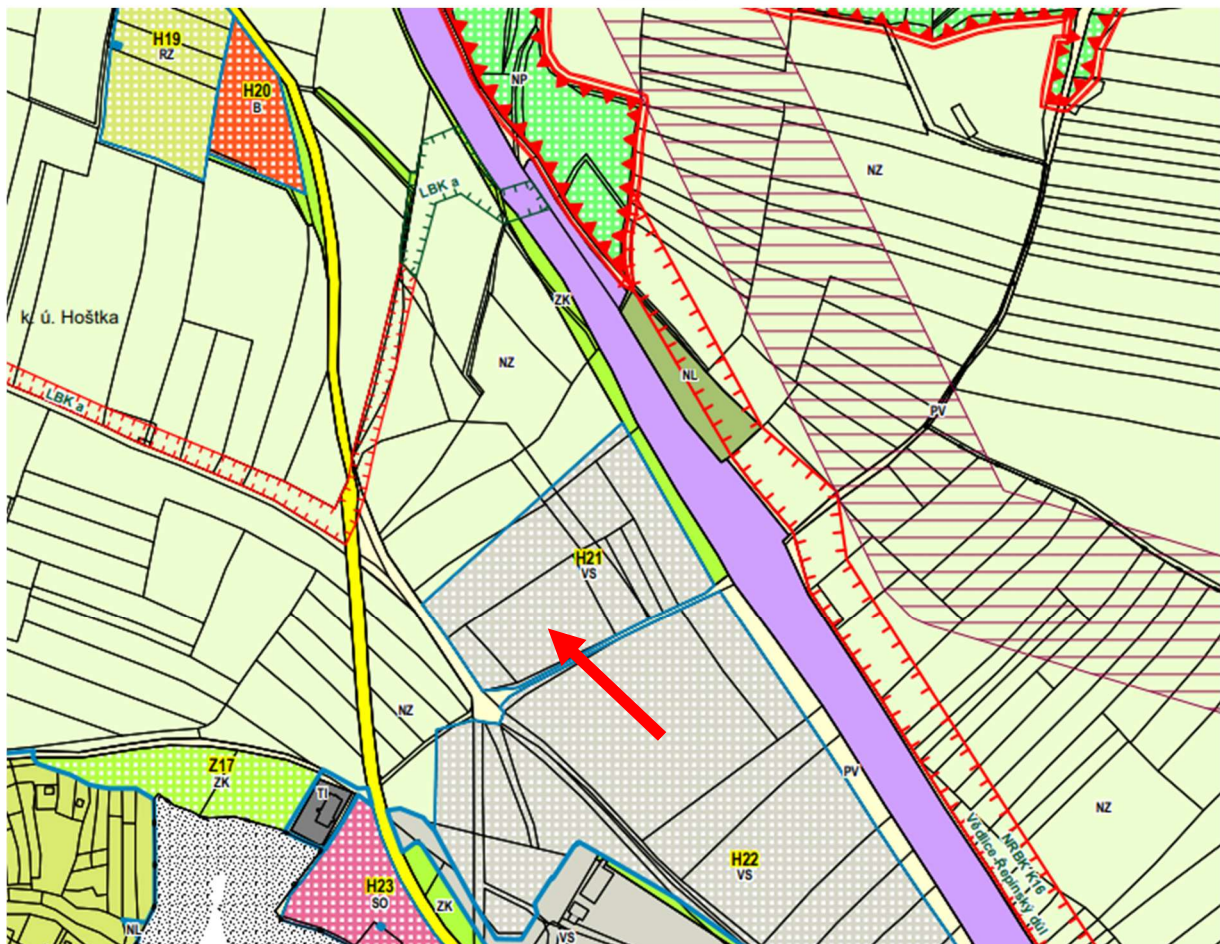 H19
RZ
H20
B
NP
NZ
LBK a
k. ú. Hoštka
ZK
NZ
NL
LBK a
PV
H21
VS
NZ
Z17
ZK
PV
TI
NZ
H22
VS
NRBK K16
Vědlice-Řepínský důl
H23
SO
ZK
NL
VS